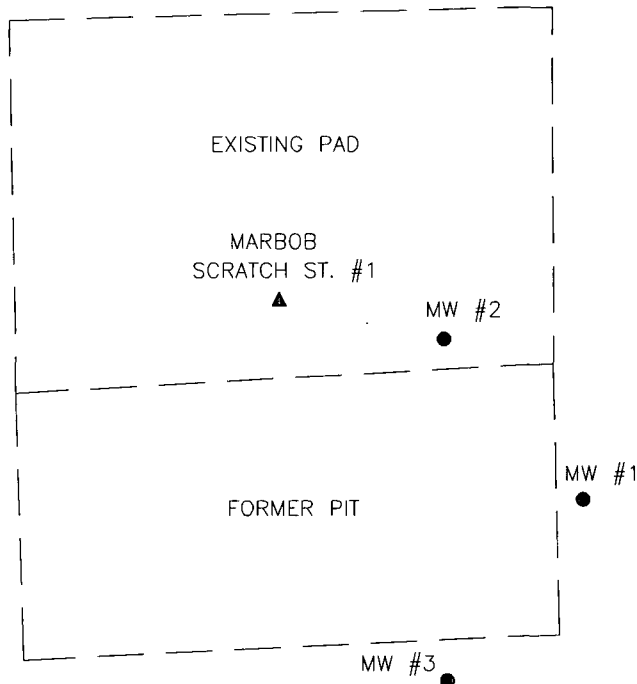 EXISTING PAD
MARBOB
SCRATCH ST. #1
MW #2
MW #1
FORMER PIT
MW #3